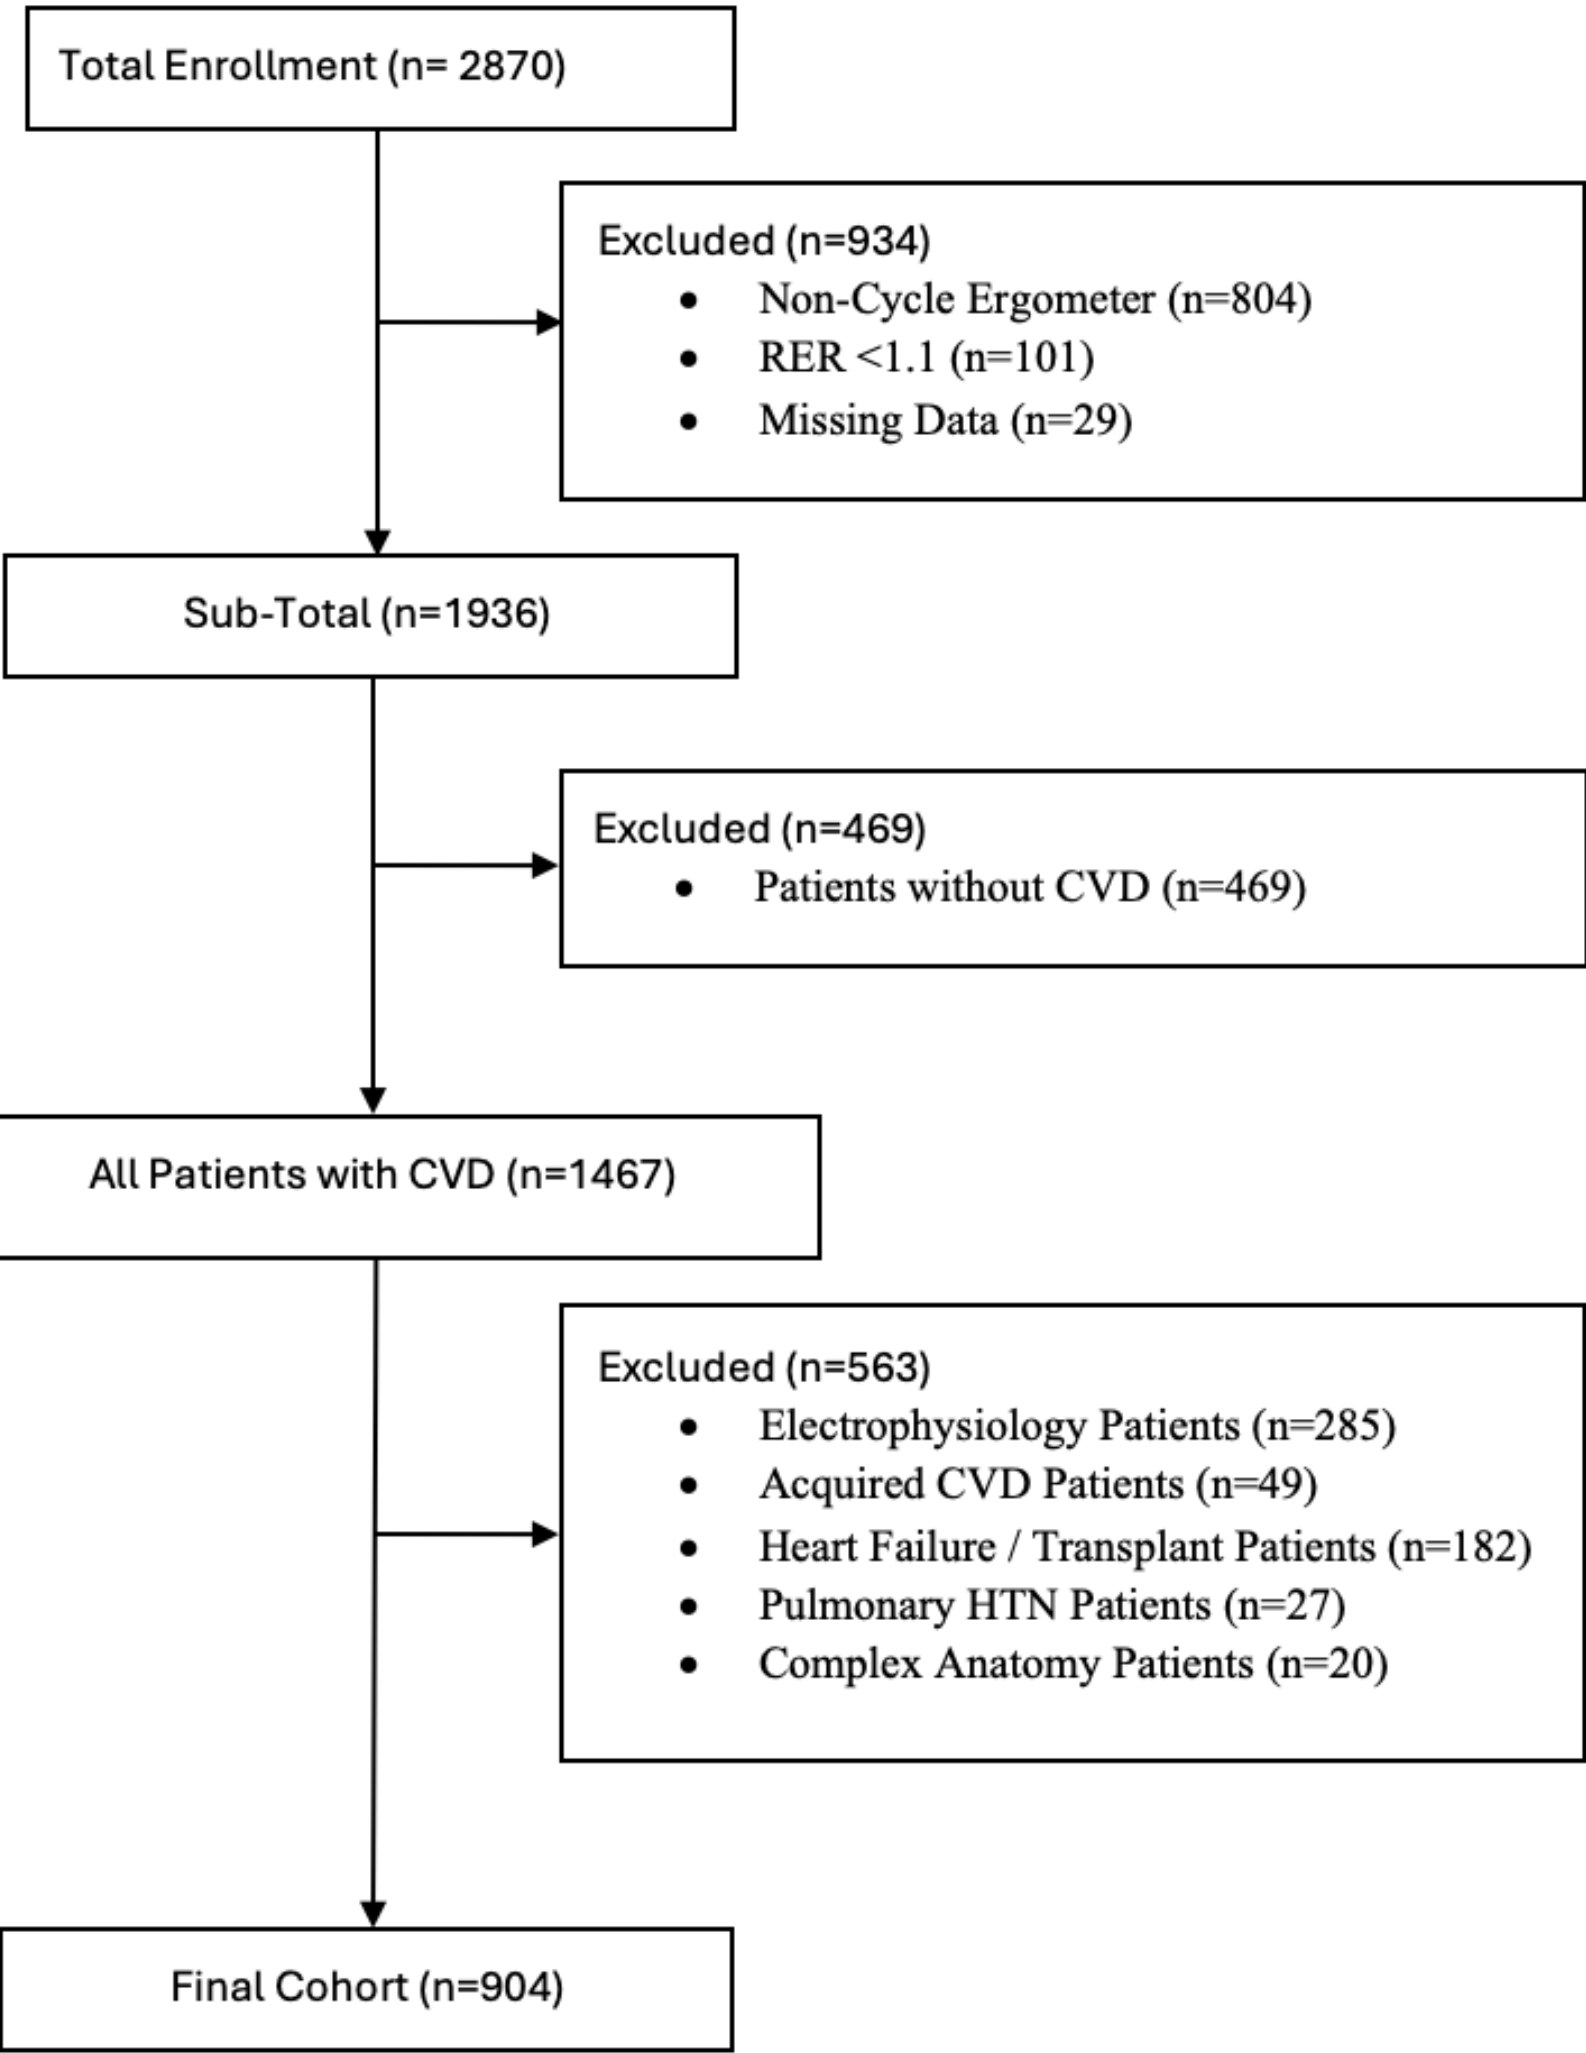 Total Enrollment (n= 2870)
Excluded (n=934)
• Non-Cycle Ergometer (n=804)
• RER <1.1 (n=101)
• Missing Data (n=29)
Sub-Total (n=1936)
Excluded (n=469)
• Patients without CVD (n=469)
All Patients with CVD (n=1467)
Excluded (n=563)
• Electrophysiology Patients (n=285)
• Acquired CVD Patients (n=49)
• Heart Failure / Transplant Patients (n=182)
• Pulmonary HTN Patients (n=27)
• Complex Anatomy Patients (n=20)
Final Cohort (n=904)